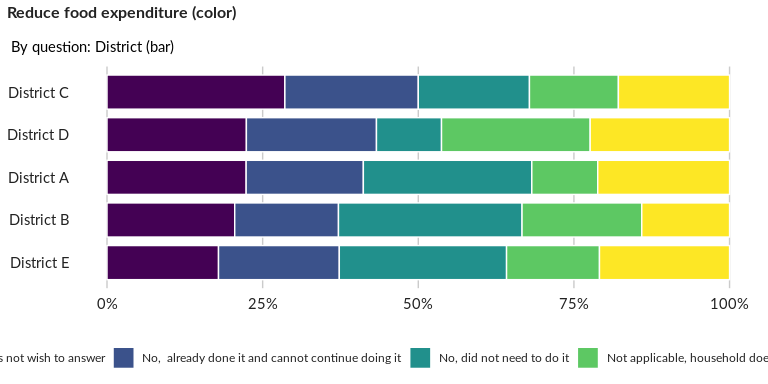 Reduce food expenditure (color)
By question: District (bar)
District C
District D
District A
District B
District E
0% 25% 50% 75% 100%
not wish to answer No, already done it and cannot continue doing it No, did not need to do it Not applicable, household